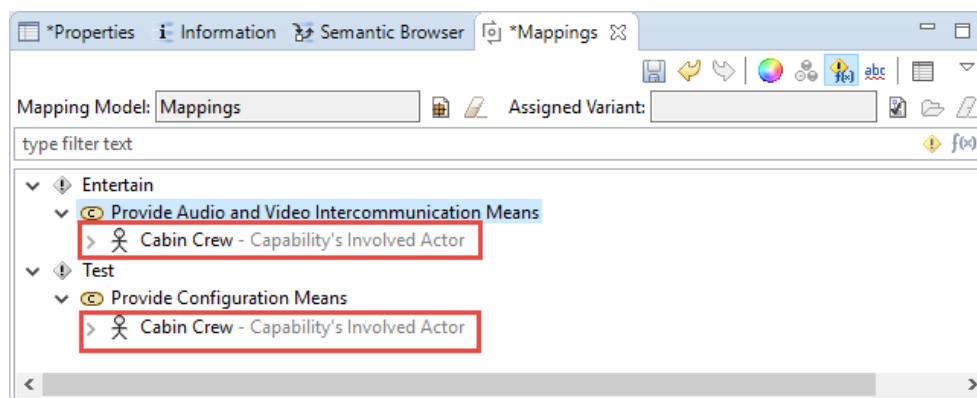 *Properties i Information Semantic Browser *Mappings
abc
Mapping Model: Mappings Assigned Variant:
type filter text f(x)
Entertain
C Provide Audio and Video Intercommunication Means
Cabin Crew - Capability's Involved Actor
Test
C Provide Configuration Means
Cabin Crew - Capability's Involved Actor